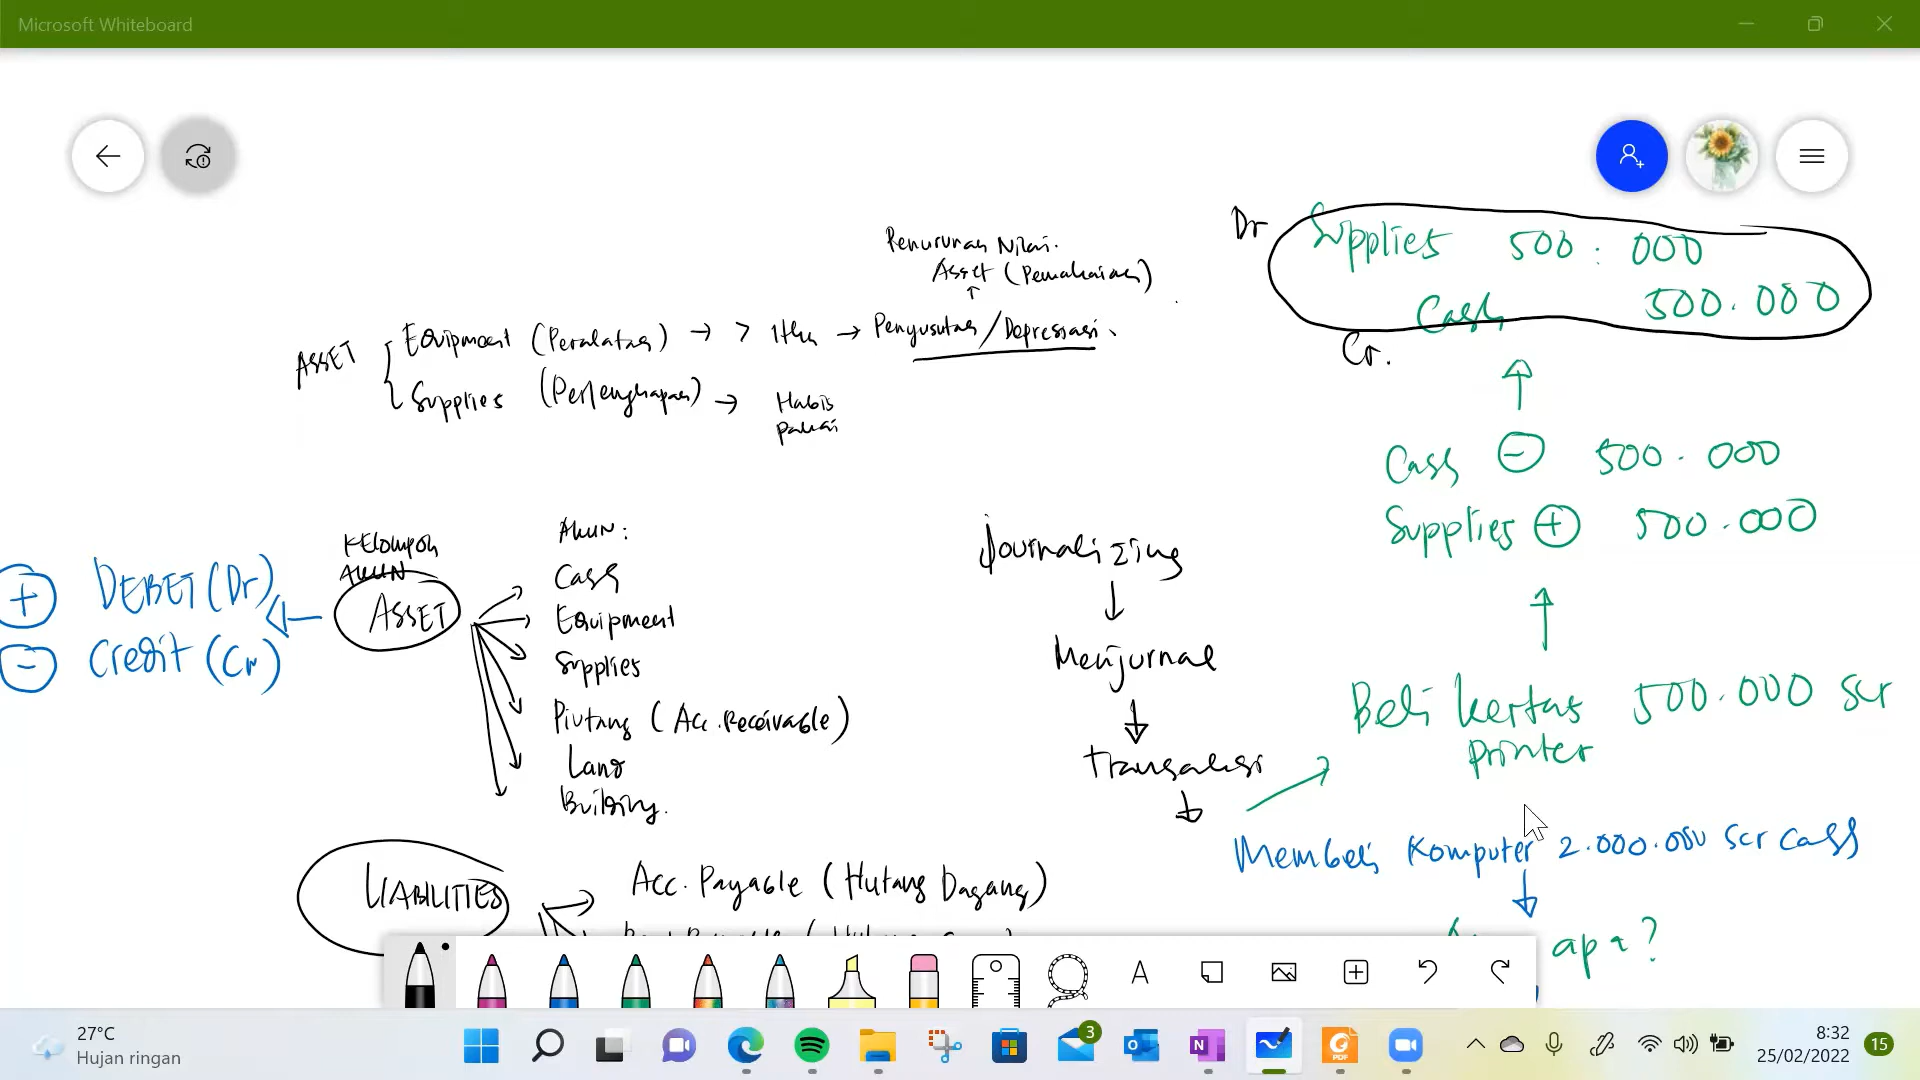 Microsoft Whiteboard
Dr
Supplies 500.000
Cash 500.000
Cr.
Penurunan Nilai.
Asset (Pemakaian)
↑
ASSET
Equipment (Peralatan) → > 1 thn → Penyusutan/Depresiasi
Supplies (Perlengkapan) → Habis
pakai
↑
Cash - 500.000
Supplies + 500.000
↑
Beli kertas 500.000 scr
printer
+ DEBET (Dr)
- Credit (Cr)
KELOMPOK
AKUN
ASSET
AKUN:
Cash
Equipment
Supplies
Piutang (Acc. Receivable)
Land
Building.
Journalizing
↓
Menjurnal
↓
Transaksi
↓
Membeli Komputer 2.000.000 scr cash
↓
apa?
LIABILITIES
Acc. Payable (Hutang Dagang)
A
27°C
Hujan ringan
3
8:32
25/02/2022
15